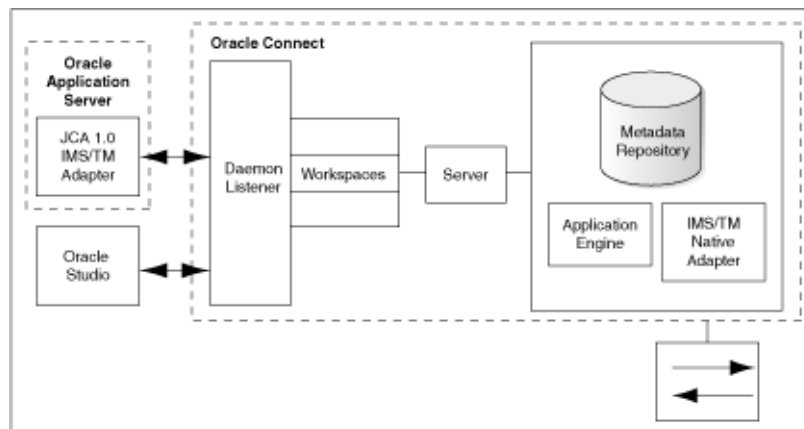 Oracle Connect
Oracle
Application
Server
JCA 1.0
IMS/TM
Adapter
Oracle
Studio
Daemon
Listener
Workspaces
Server
Metadata
Repository
Application
Engine
IMS/TM
Native
Adapter